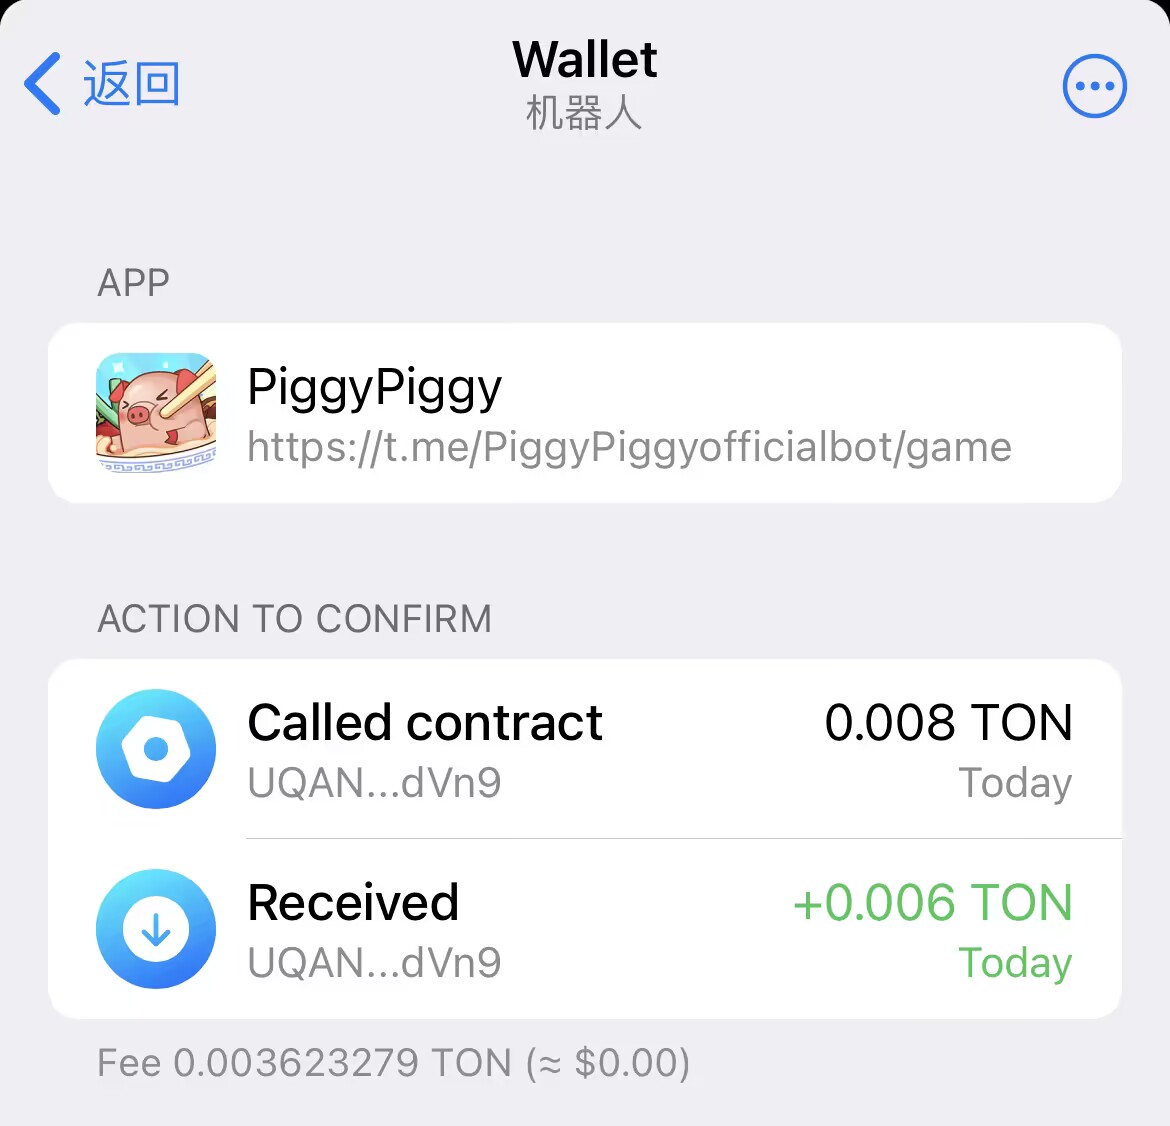 Wallet
返回
机器人
APP
PiggyPiggy
https://t.me/PiggyPiggyofficialbot/game
ACTION TO CONFIRM
Called contract 0.008 TON
UQAN...dVn9 Today
Received +0.006 TON
UQAN...dVn9 Today
Fee 0.003623279 TON (≈ $0.00)